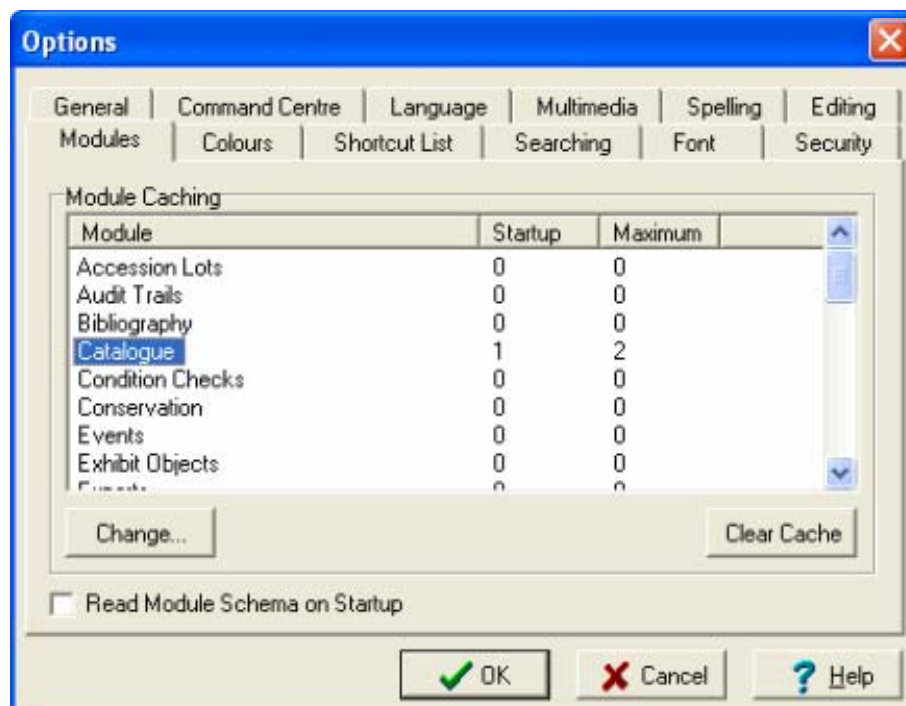 Options
General Command Centre Language Multimedia Spelling Editing
Modules Colours Shortcut List Searching Font Security
Module Caching
Module Startup Maximum
Accession Lots 0 0
Audit Trails 0 0
Bibliography 0 0
Catalogue 1 2
Condition Checks 0 0
Conservation 0 0
Events 0 0
Exhibit Objects 0 0
Change... Clear Cache
Read Module Schema on Startup
OK Cancel ? Help